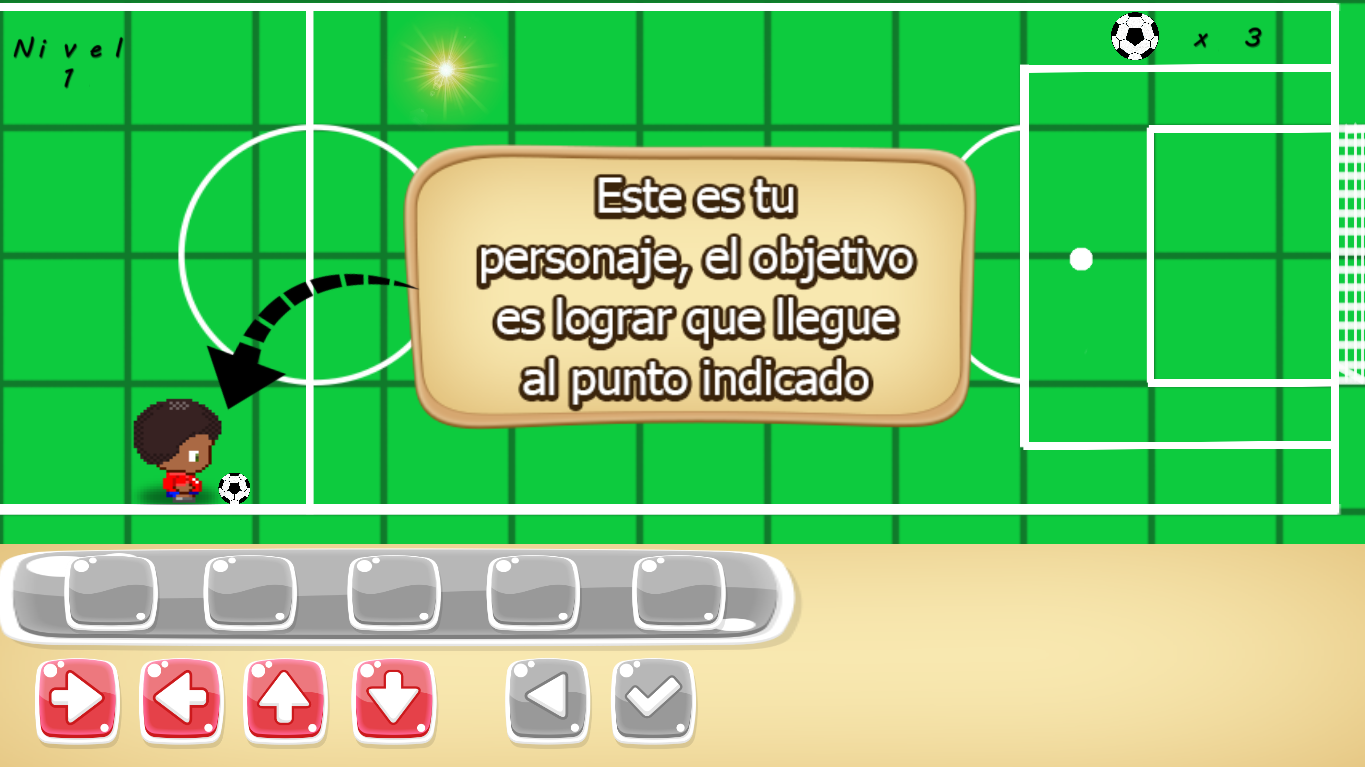 Nivel
1
x 3
Este es tu
personaje, el objetivo
es lograr que llegue
al punto indicado